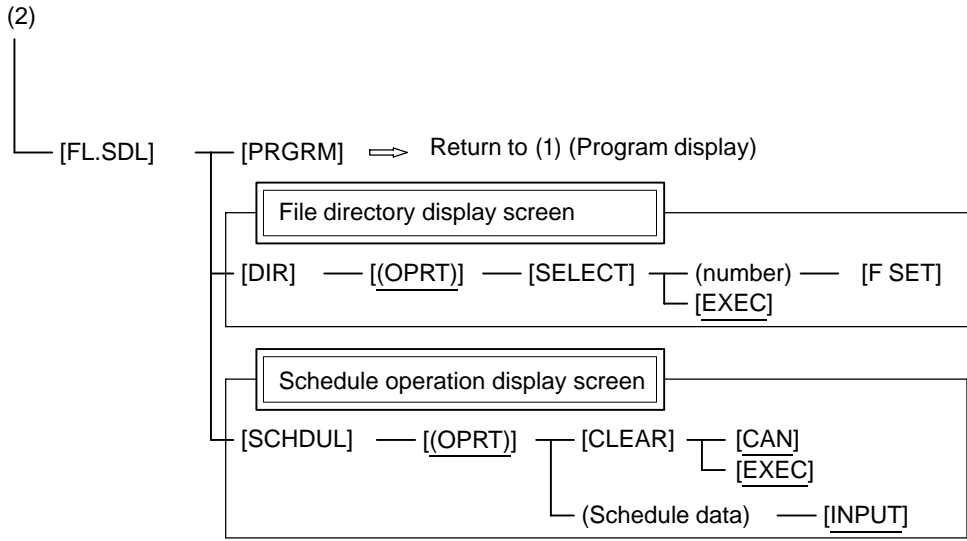 (2)
[FL.SDL] [PRGRM] Return to (1) (Program display)
File directory display screen
[DIR] [(OPRT)] [SELECT] (number) [F SET]
[EXEC]
Schedule operation display screen
[SCHDUL] [(OPRT)] [CLEAR] [CAN]
[EXEC]
(Schedule data) [INPUT]